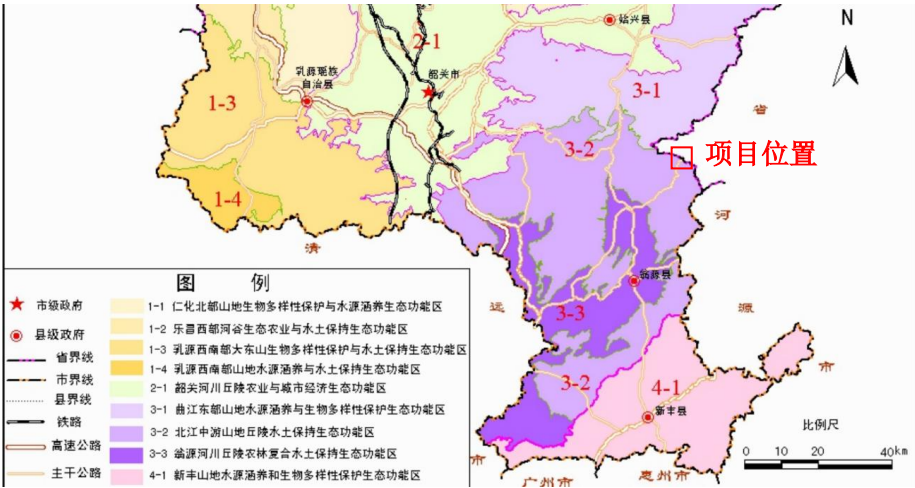 始兴县
N
2-1
乳源瑶族
自治县
韶关市
1-3
3-1
省
3-2
项目位置
1-4
清
河
图 例
翁源县
市级政府
1-1 仁化北部山地生物多样性保护与水源涵养生态功能区
远
源
县级政府
1-2 乐昌西部河谷生态农业与水土保持生态功能区
3-3
省界线
1-3 乳源西南部大东山生物多样性保护与水土保持生态功能区
市界线
1-4 乳源西南部山地水源涵养与水土保持生态功能区
市
县界线
2-1 韶关河川丘陵农业与城市经济生态功能区
3-2
4-1
铁路
3-1 曲江东部山地水源涵养与生物多样性保护生态功能区
新丰县
比例尺
3-2 北江中游山地丘陵水土保持生态功能区
高速公路
3-3 翁源河川丘陵农林复合水土保持生态功能区
市
0 10 20 40km
主干公路
4-1 新丰山地水源涵养和生物多样性保护生态功能区
广州市
惠州市